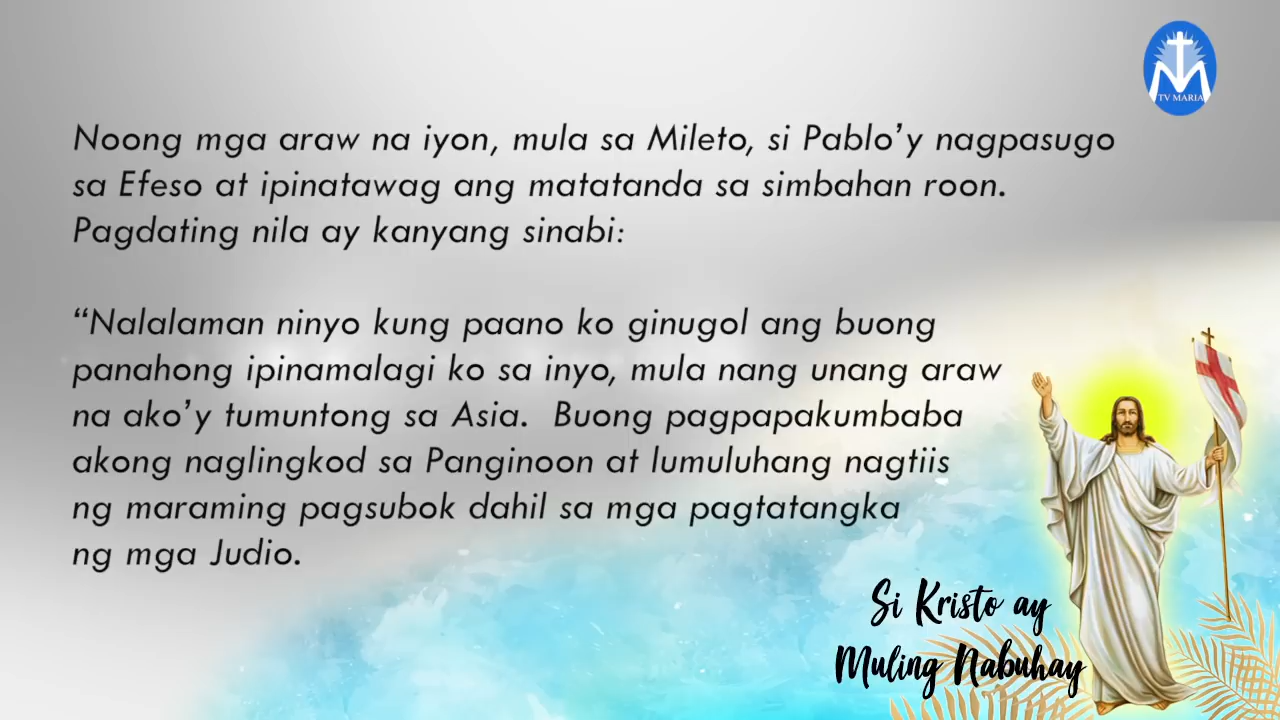 TV MARIA
Noong mga araw na iyon, mula sa Mileto, si Pablo’y nagpasugo
sa Efeso at ipinatawag ang matatanda sa simbahan roon.
Pagdating nila ay kanyang sinabi:
“Nalalaman ninyo kung paano ko ginugol ang buong
panahong ipinamalagi ko sa inyo, mula nang unang araw
na ako’y tumuntong sa Asia.  Buong pagpapakumbaba
akong naglingkod sa Panginoon at lumuluhang nagtiis
ng maraming pagsubok dahil sa mga pagtatangka
ng mga Judio.
Si Kristo ay
Muling Nabuhay